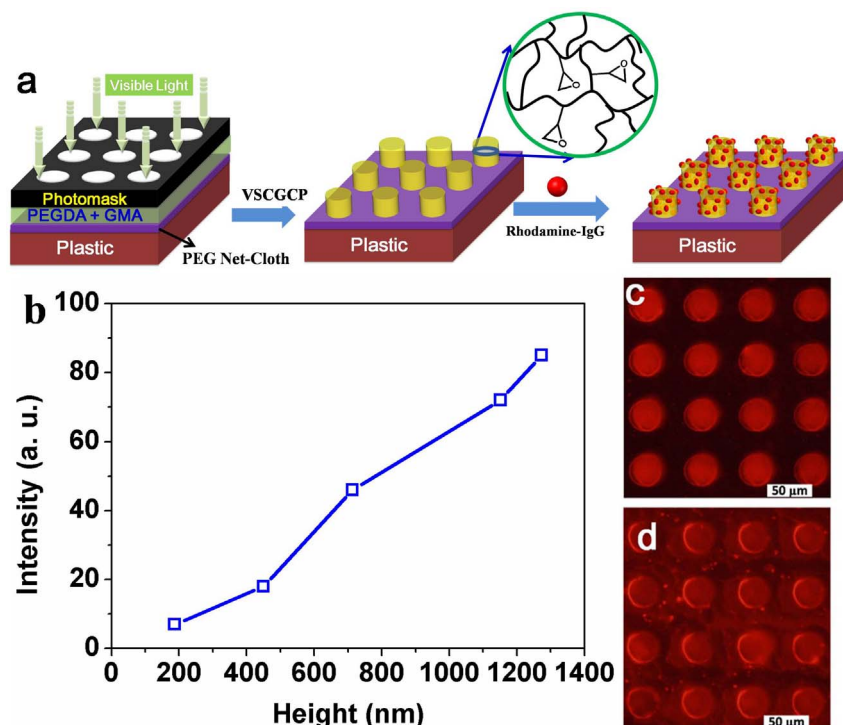 a
Visible Light
Photomask
PEGDA + GMA
Plastic
PEG Net-Cloth
VSCGCP
Plastic
O
O
O
Rhodamine-IgG
Plastic
b
Intensity (a. u.)
100
80
60
40
20
0
0 200 400 600 800 1000 1200 1400
Height (nm)
c
50 µm
d
50 µm